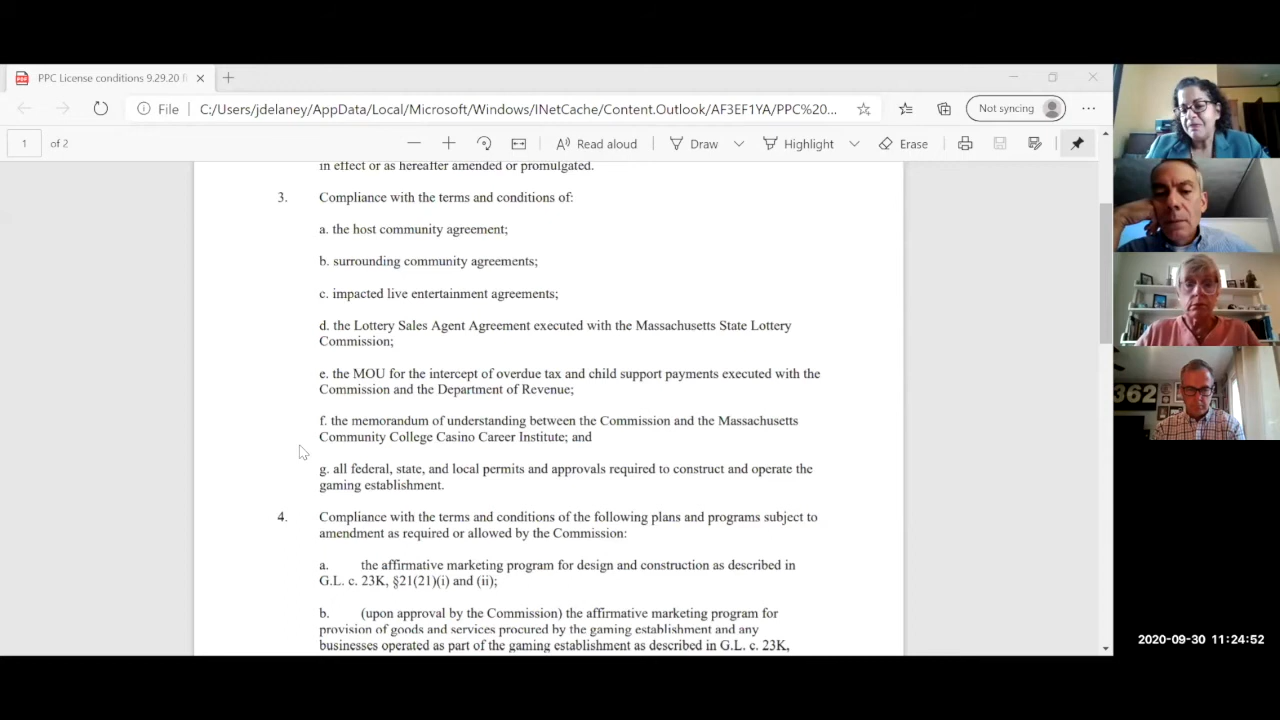 PPC License conditions 9.29.20 fi
File
C:/Users/jdelaney/AppData/Local/Microsoft/Windows/INetCache/Content.Outlook/AF3EF1YA/PPC%20...
Not syncing
1 of 2
Read aloud
Draw
Highlight
Erase
in effect or as hereafter amended or promulgated.
3. Compliance with the terms and conditions of:
a. the host community agreement;
b. surrounding community agreements;
c. impacted live entertainment agreements;
d. the Lottery Sales Agent Agreement executed with the Massachusetts State Lottery
Commission;
e. the MOU for the intercept of overdue tax and child support payments executed with the
Commission and the Department of Revenue;
f. the memorandum of understanding between the Commission and the Massachusetts
Community College Casino Career Institute; and
g. all federal, state, and local permits and approvals required to construct and operate the
gaming establishment.
4. Compliance with the terms and conditions of the following plans and programs subject to
amendment as required or allowed by the Commission:
a. the affirmative marketing program for design and construction as described in
G.L. c. 23K, §21(21)(i) and (ii);
b. (upon approval by the Commission) the affirmative marketing program for
provision of goods and services procured by the gaming establishment and any
businesses operated as part of the gaming establishment as described in G.L. c. 23K,
362
2020-09-30 11:24:52